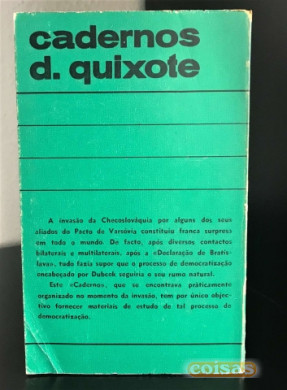 cadernos
d. quixote
A invasão da Checoslováquia por alguns dos seus
aliados do Pacto de Varsóvia constituiu franca surpresa
em todo o mundo. De facto, após diversos contactos
bilaterais e multilaterais, após a «Declaração de Bratis-
lava», tudo fazia supor que o processo de democratização
encabeçado por Dubcek seguiria o seu rumo natural.
Este «Caderno», que se encontrava pràticamente
organizado no momento da invasão, tem por único objec-
tivo fornecer materiais de estudo de tal processo de
democratização.
coisas